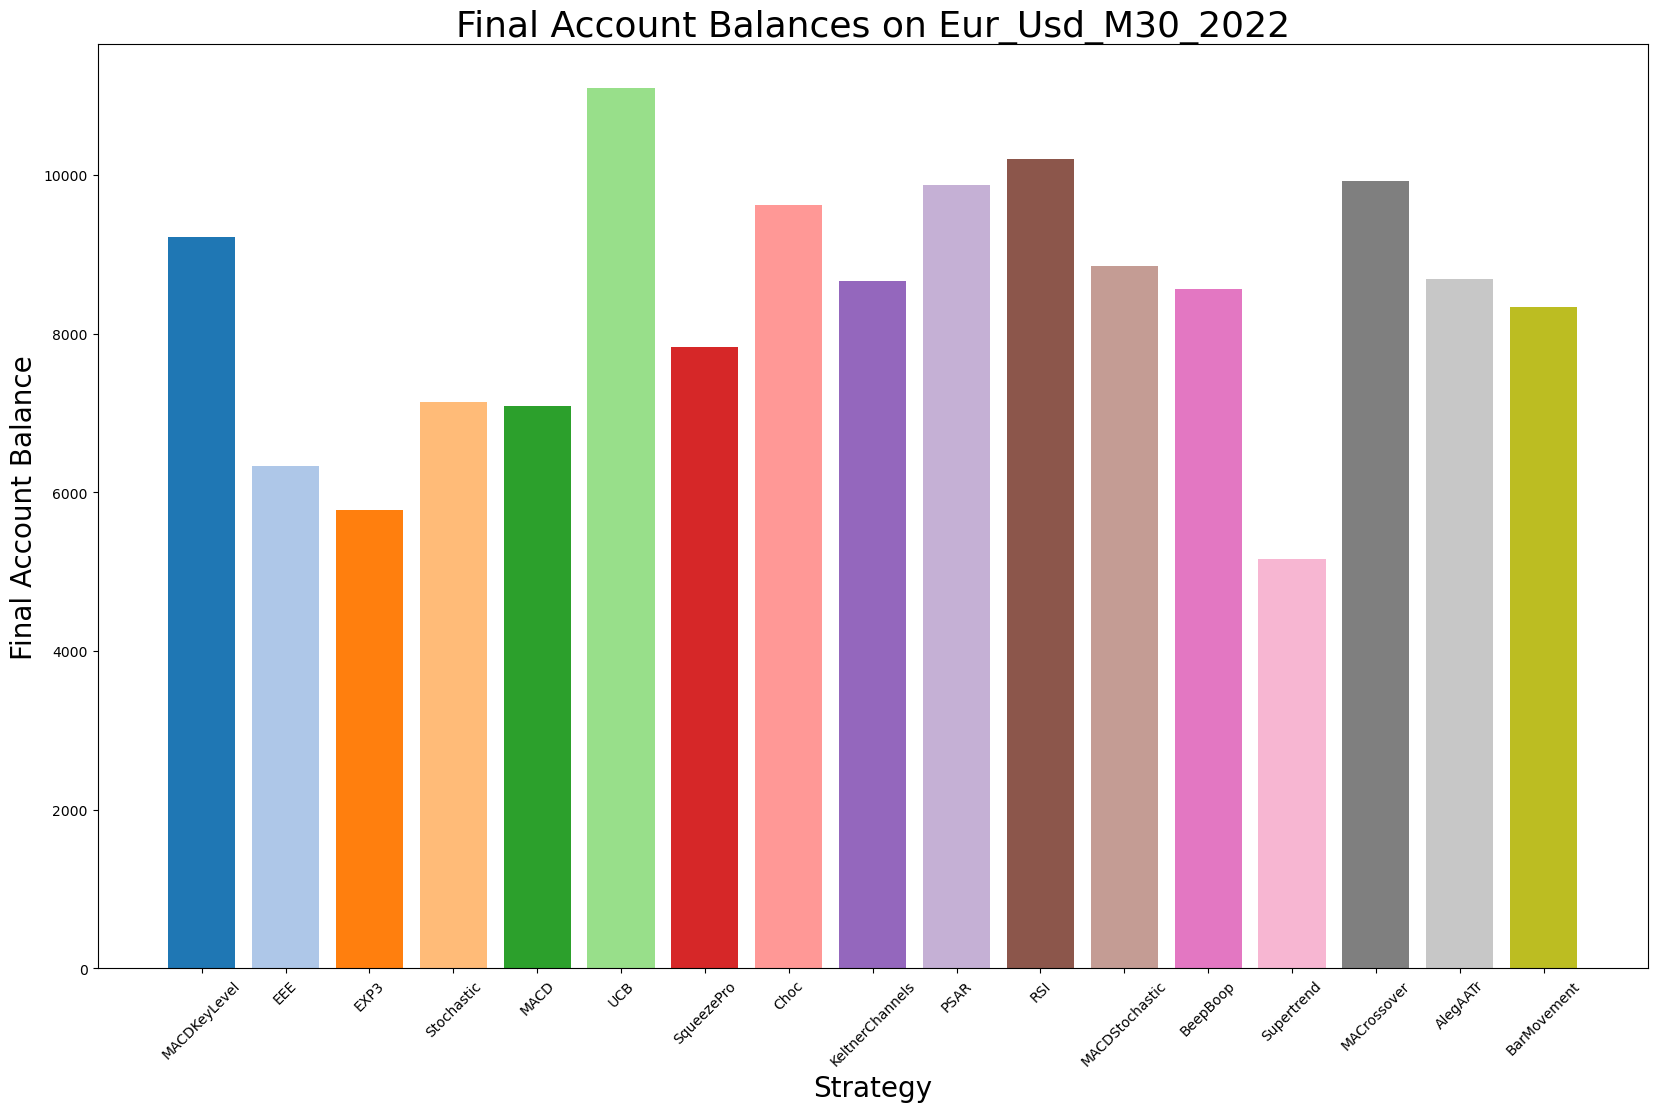 Final Account Balances on Eur_Usd_M30_2022
Final Account Balance
10000
8000
6000
4000
2000
0
MACDKeyLevel
EEE
EXP3
Stochastic
MACD
UCB
SqueezePro
Choc
KeltnerChannels
PSAR
RSI
MACDStochastic
BeepBoop
Supertrend
MACrossover
AlegAATr
BarMovement
Strategy